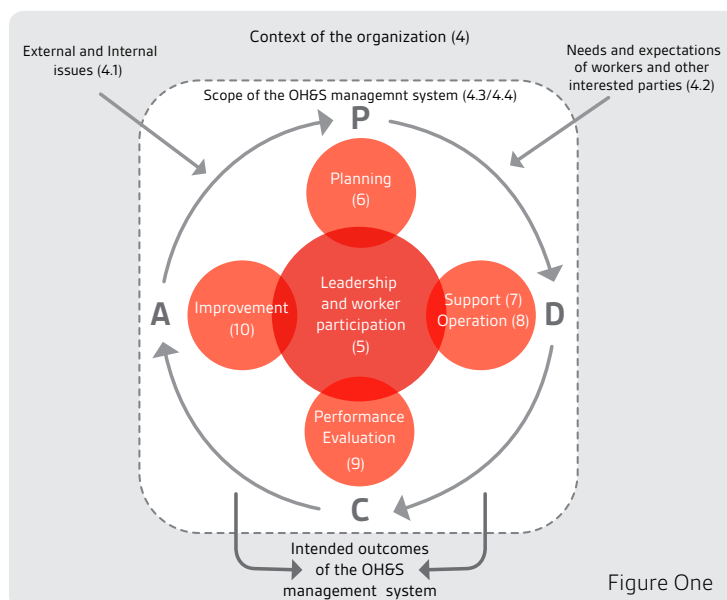 Context of the organization (4)
External and Internal
issues (4.1)
Needs and expectations
of workers and other
interested parties (4.2)
Scope of the OH&S managemnt system (4.3/4.4)
P
Planning
(6)
Leadership
and worker
participation
(5)
A
Improvement
(10)
Support (7)
Operation (8)
D
Performance
Evaluation
(9)
C
Intended outcomes
of the OH&S
management system
Figure One